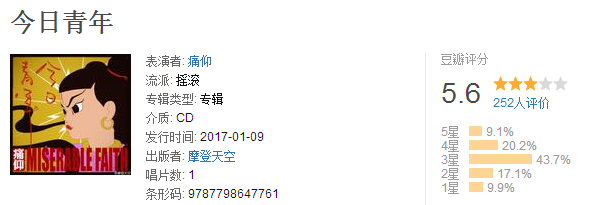 今日青年
今日青年
痛仰
MISERABLE FAITH
表演者: 痛仰
流派: 摇滚
专辑类型: 专辑
介质: CD
发行时间: 2017-01-09
出版者: 摩登天空
唱片数: 1
条形码: 9787798647761
豆瓣评分
5.6
252人评价
5星 9.1%
4星 20.2%
3星 43.7%
2星 17.1%
1星 9.9%